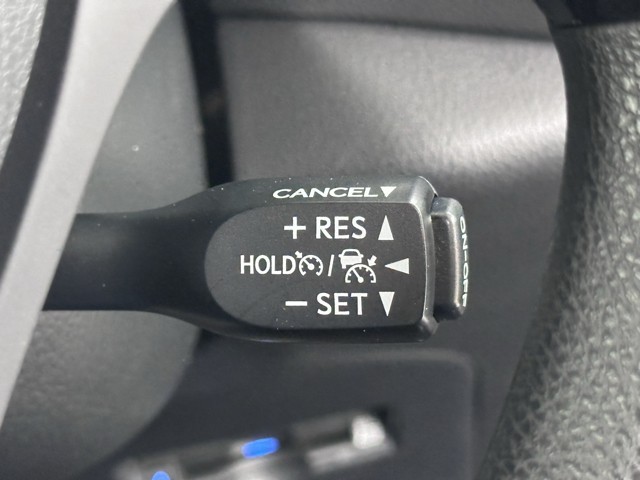 CANCEL▼
+ RES ▲
HOLD / ◀
− SET ▼
ON-OFF